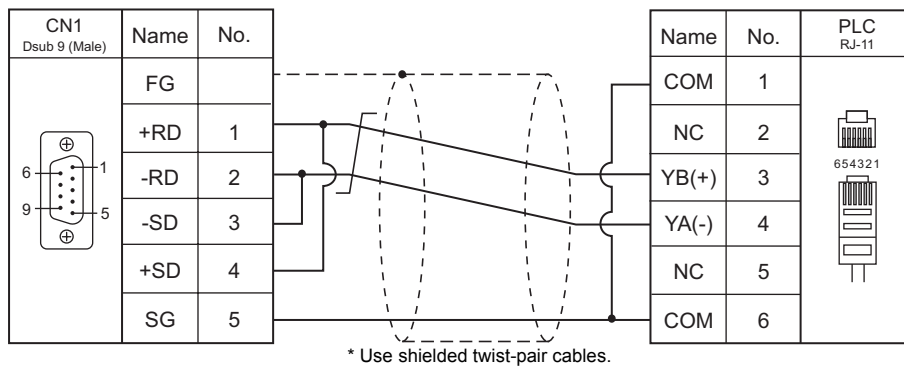 CN1
Dsub 9 (Male)
Name No.
FG
+RD 1
-RD 2
-SD 3
+SD 4
SG 5
6
1
9
5
Name No.
PLC
RJ-11
COM 1
NC 2
YB(+) 3
YA(-) 4
NC 5
COM 6
654321
* Use shielded twist-pair cables.